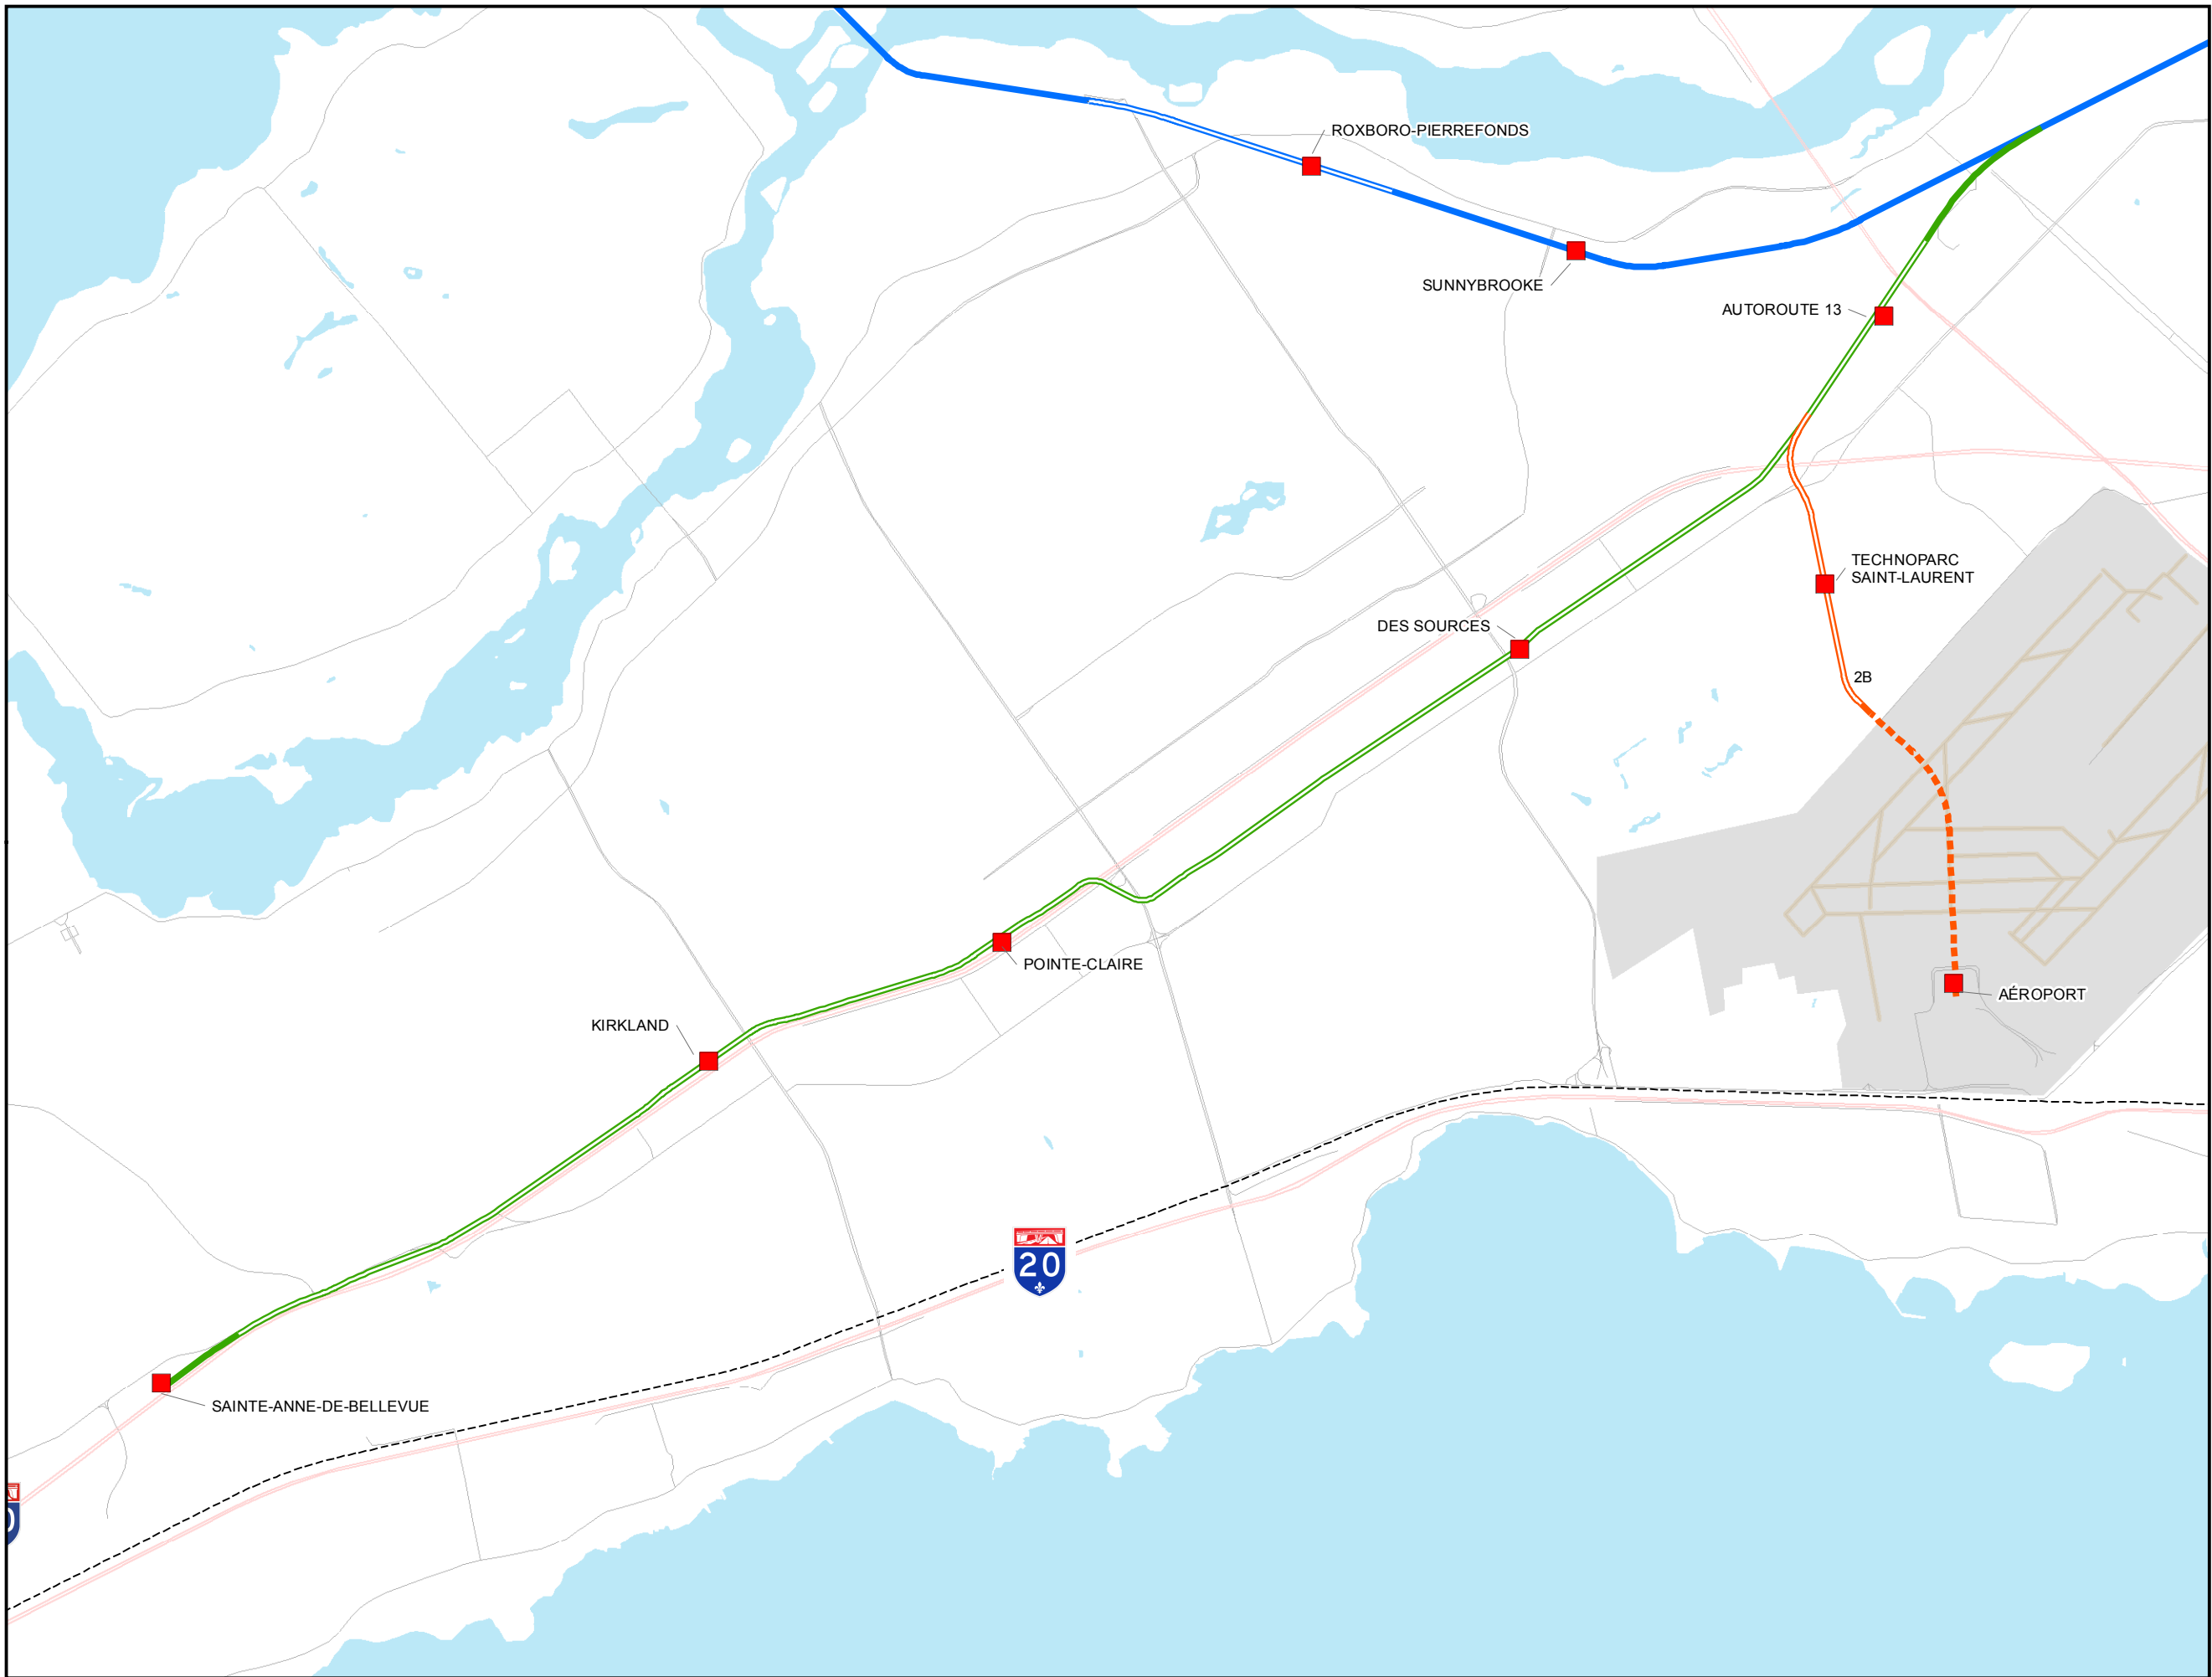 ROXBORO-PIERREFONDS
SUNNYBROOKE
AUTOROUTE 13
TECHNOPARC
SAINT-LAURENT
DES SOURCES
2B
POINTE-CLAIRE
AÉROPORT
KIRKLAND
20
SAINTE-ANNE-DE-BELLEVUE